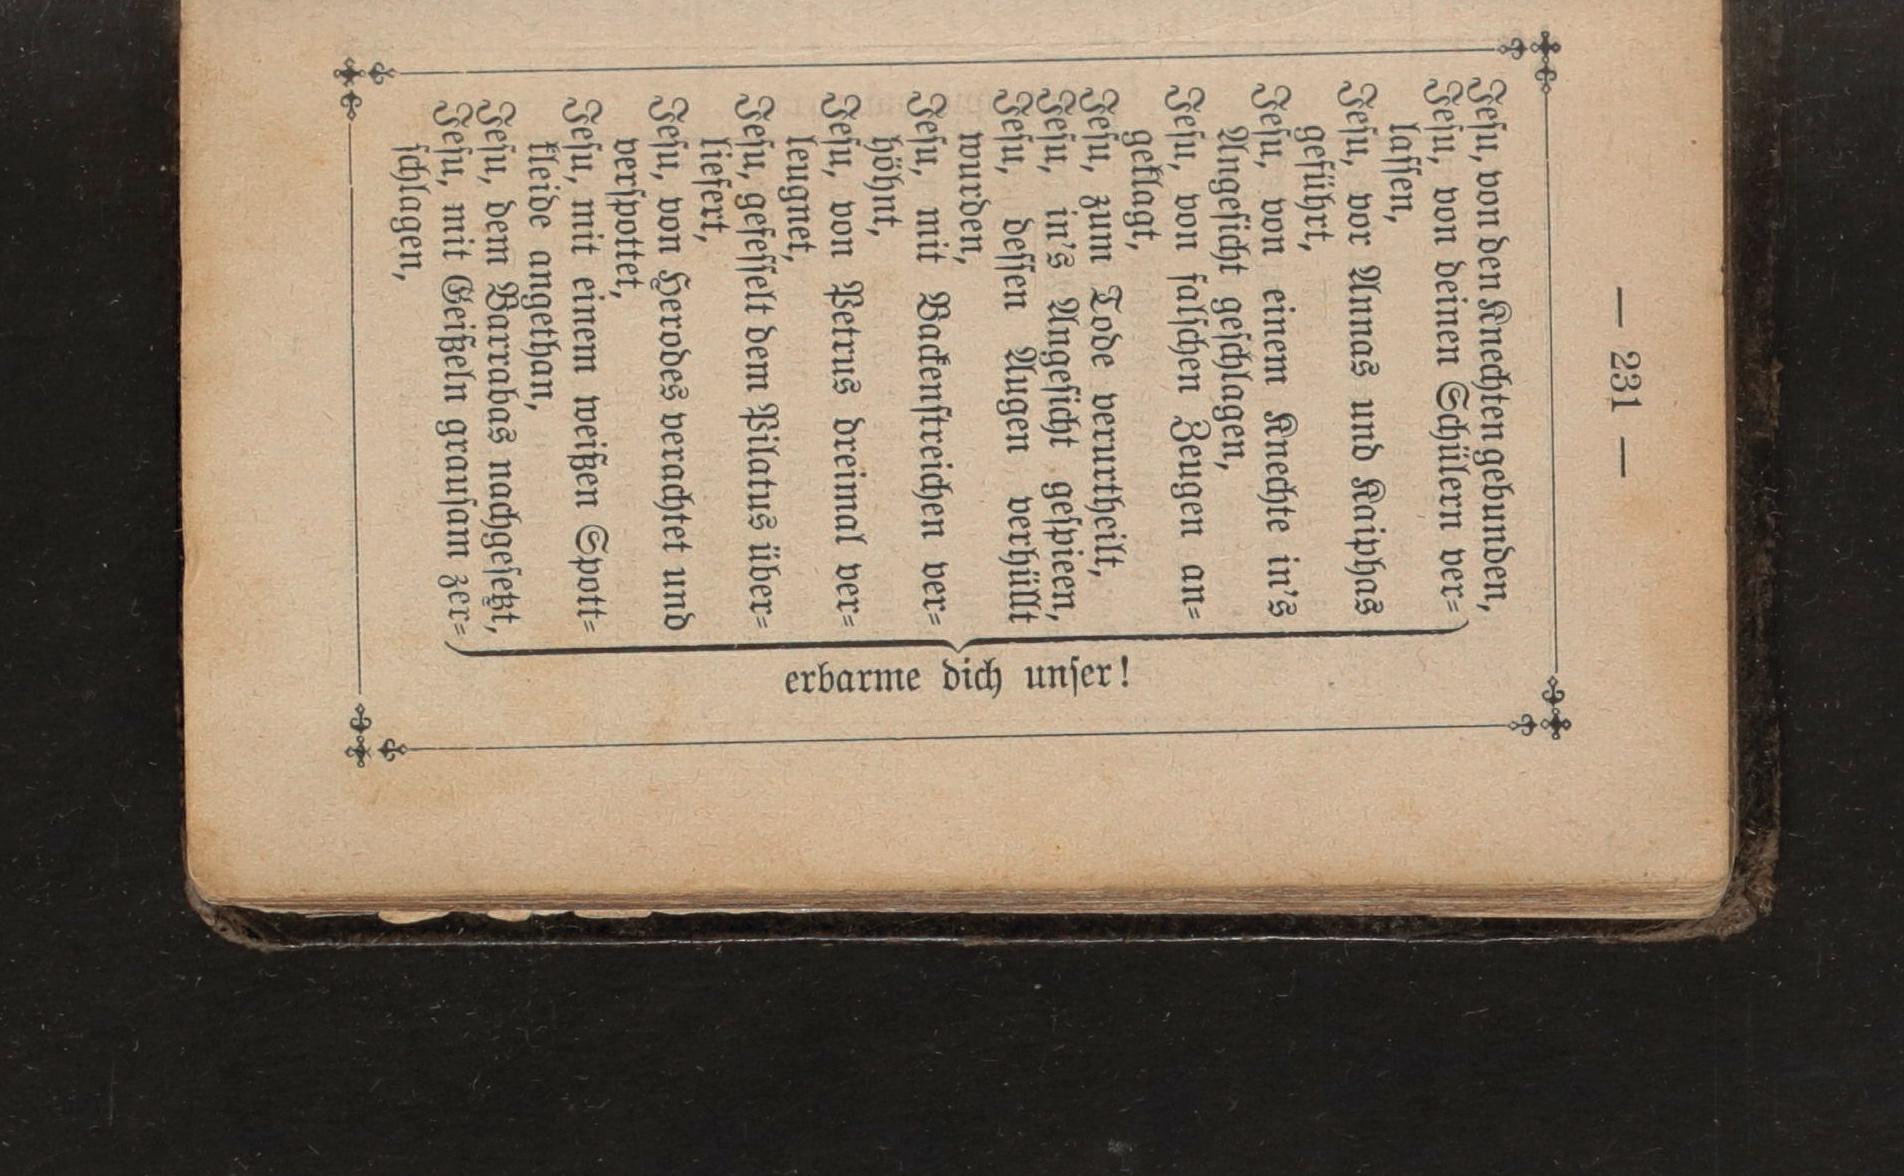 — 231 —
Jeſu, von den Knechten gebunden,
Jeſu, von deinen Schülern ver⸗
laſſen,
Jeſu, vor Annas und Kaiphas
geführt,
Jeſu, von einem Knechte in's
Angeſicht geſchlagen,
Jeſu, von falſchen Zeugen an⸗
geklagt,
Jeſu, zum Tode verurtheilt,
Jeſu, in's Angeſicht geſpieen,
Jeſu, deſſen Augen verhüllt
wurden,
Jeſu, mit Backenſtreichen ver⸗
höhnt,
Jeſu, von Petrus dreimal ver⸗
leugnet,
Jeſu, gefeſſelt dem Pilatus über⸗
liefert,
Jeſu, von Herodes verachtet und
verſpottet,
Jeſu, mit einem weißen Spott⸗
kleide angethan,
Jeſu, dem Barrabas nachgeſetzt,
Jeſu, mit Geißeln grauſam zer⸗
ſchlagen,
erbarme dich unſer!